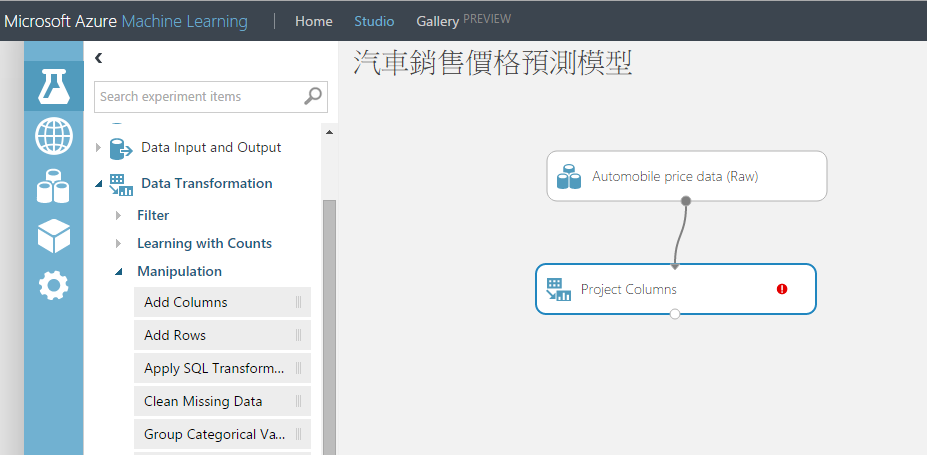 Microsoft Azure Machine Learning | Home Studio Gallery PREVIEW
汽車銷售價格預測模型
Search experiment items
Data Input and Output
Data Transformation
Filter
Learning with Counts
Manipulation
Add Columns
Add Rows
Apply SQL Transform...
Clean Missing Data
Group Categorical Va...
Automobile price data (Raw)
Project Columns